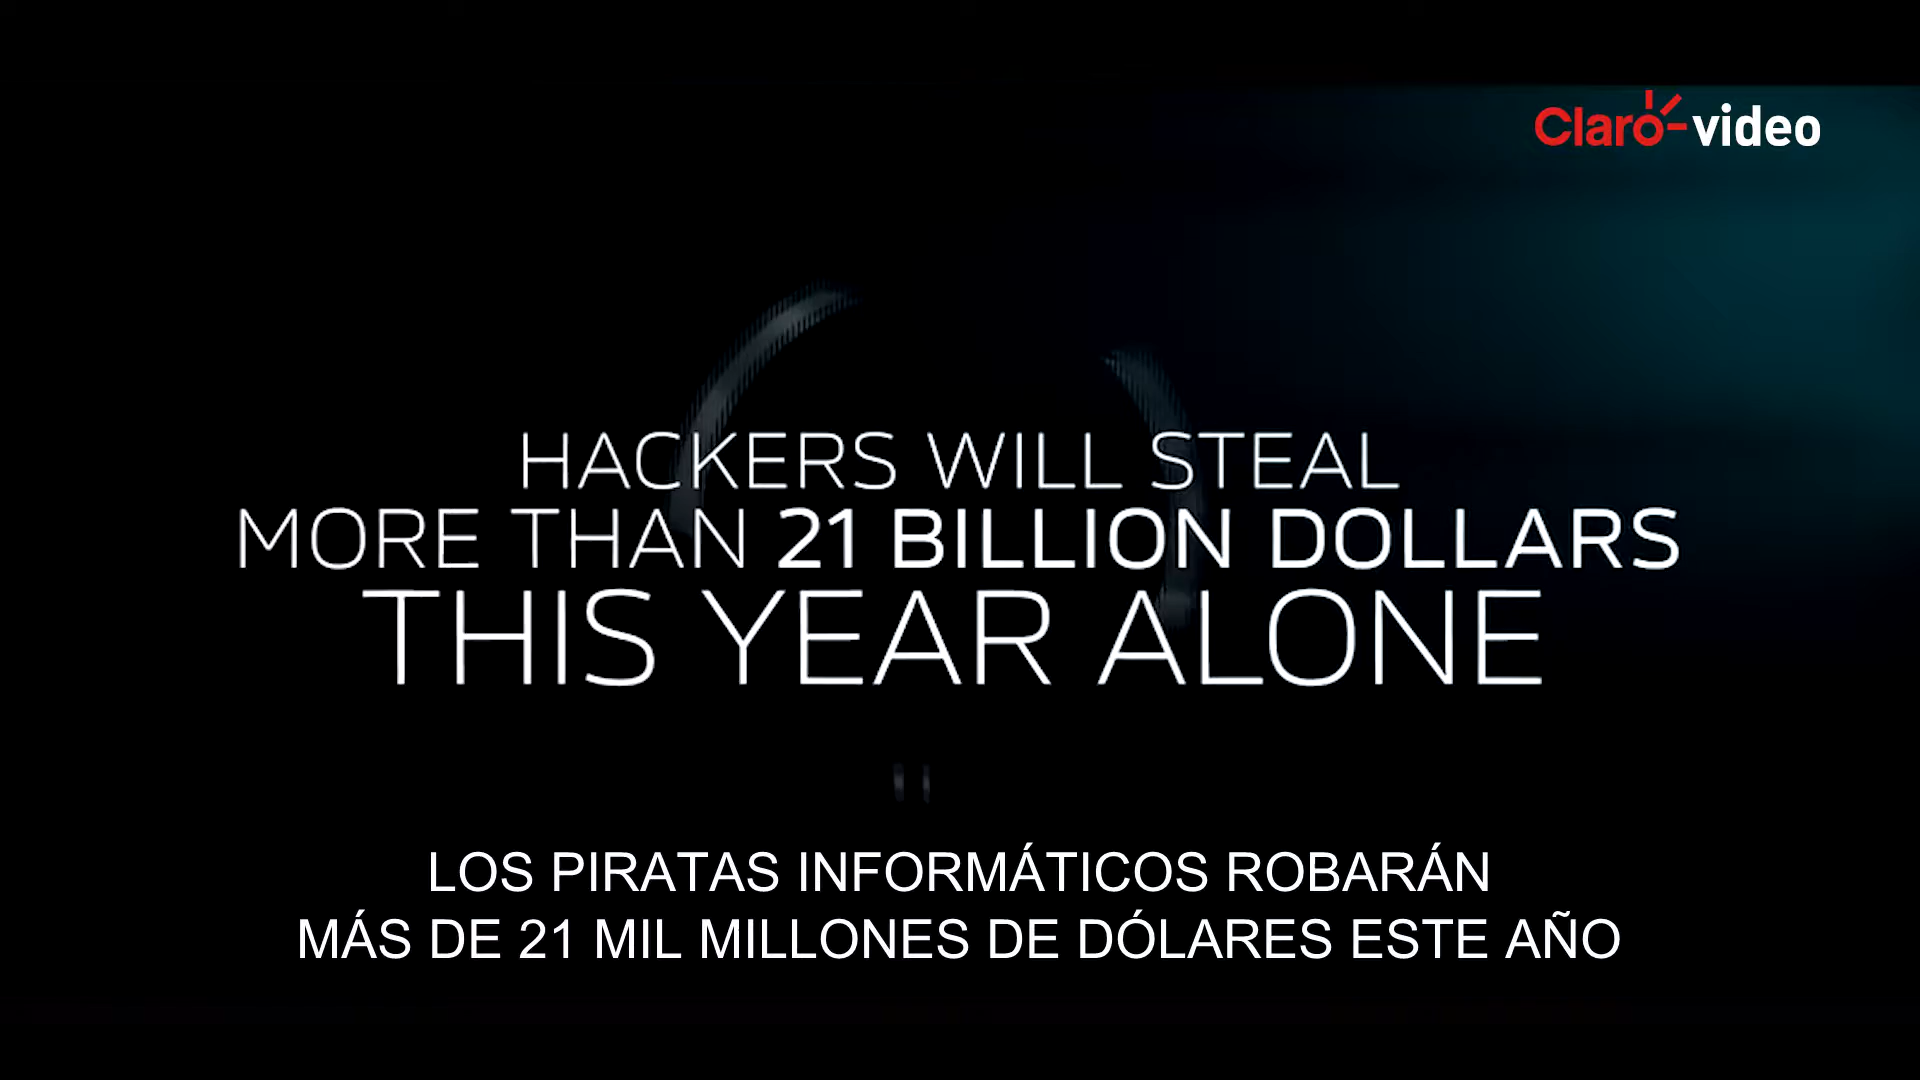 Claro-video
HACKERS WILL STEAL
MORE THAN 21 BILLION DOLLARS
THIS YEAR ALONE
LOS PIRATAS INFORMÁTICOS ROBARÁN
MÁS DE 21 MIL MILLONES DE DÓLARES ESTE AÑO